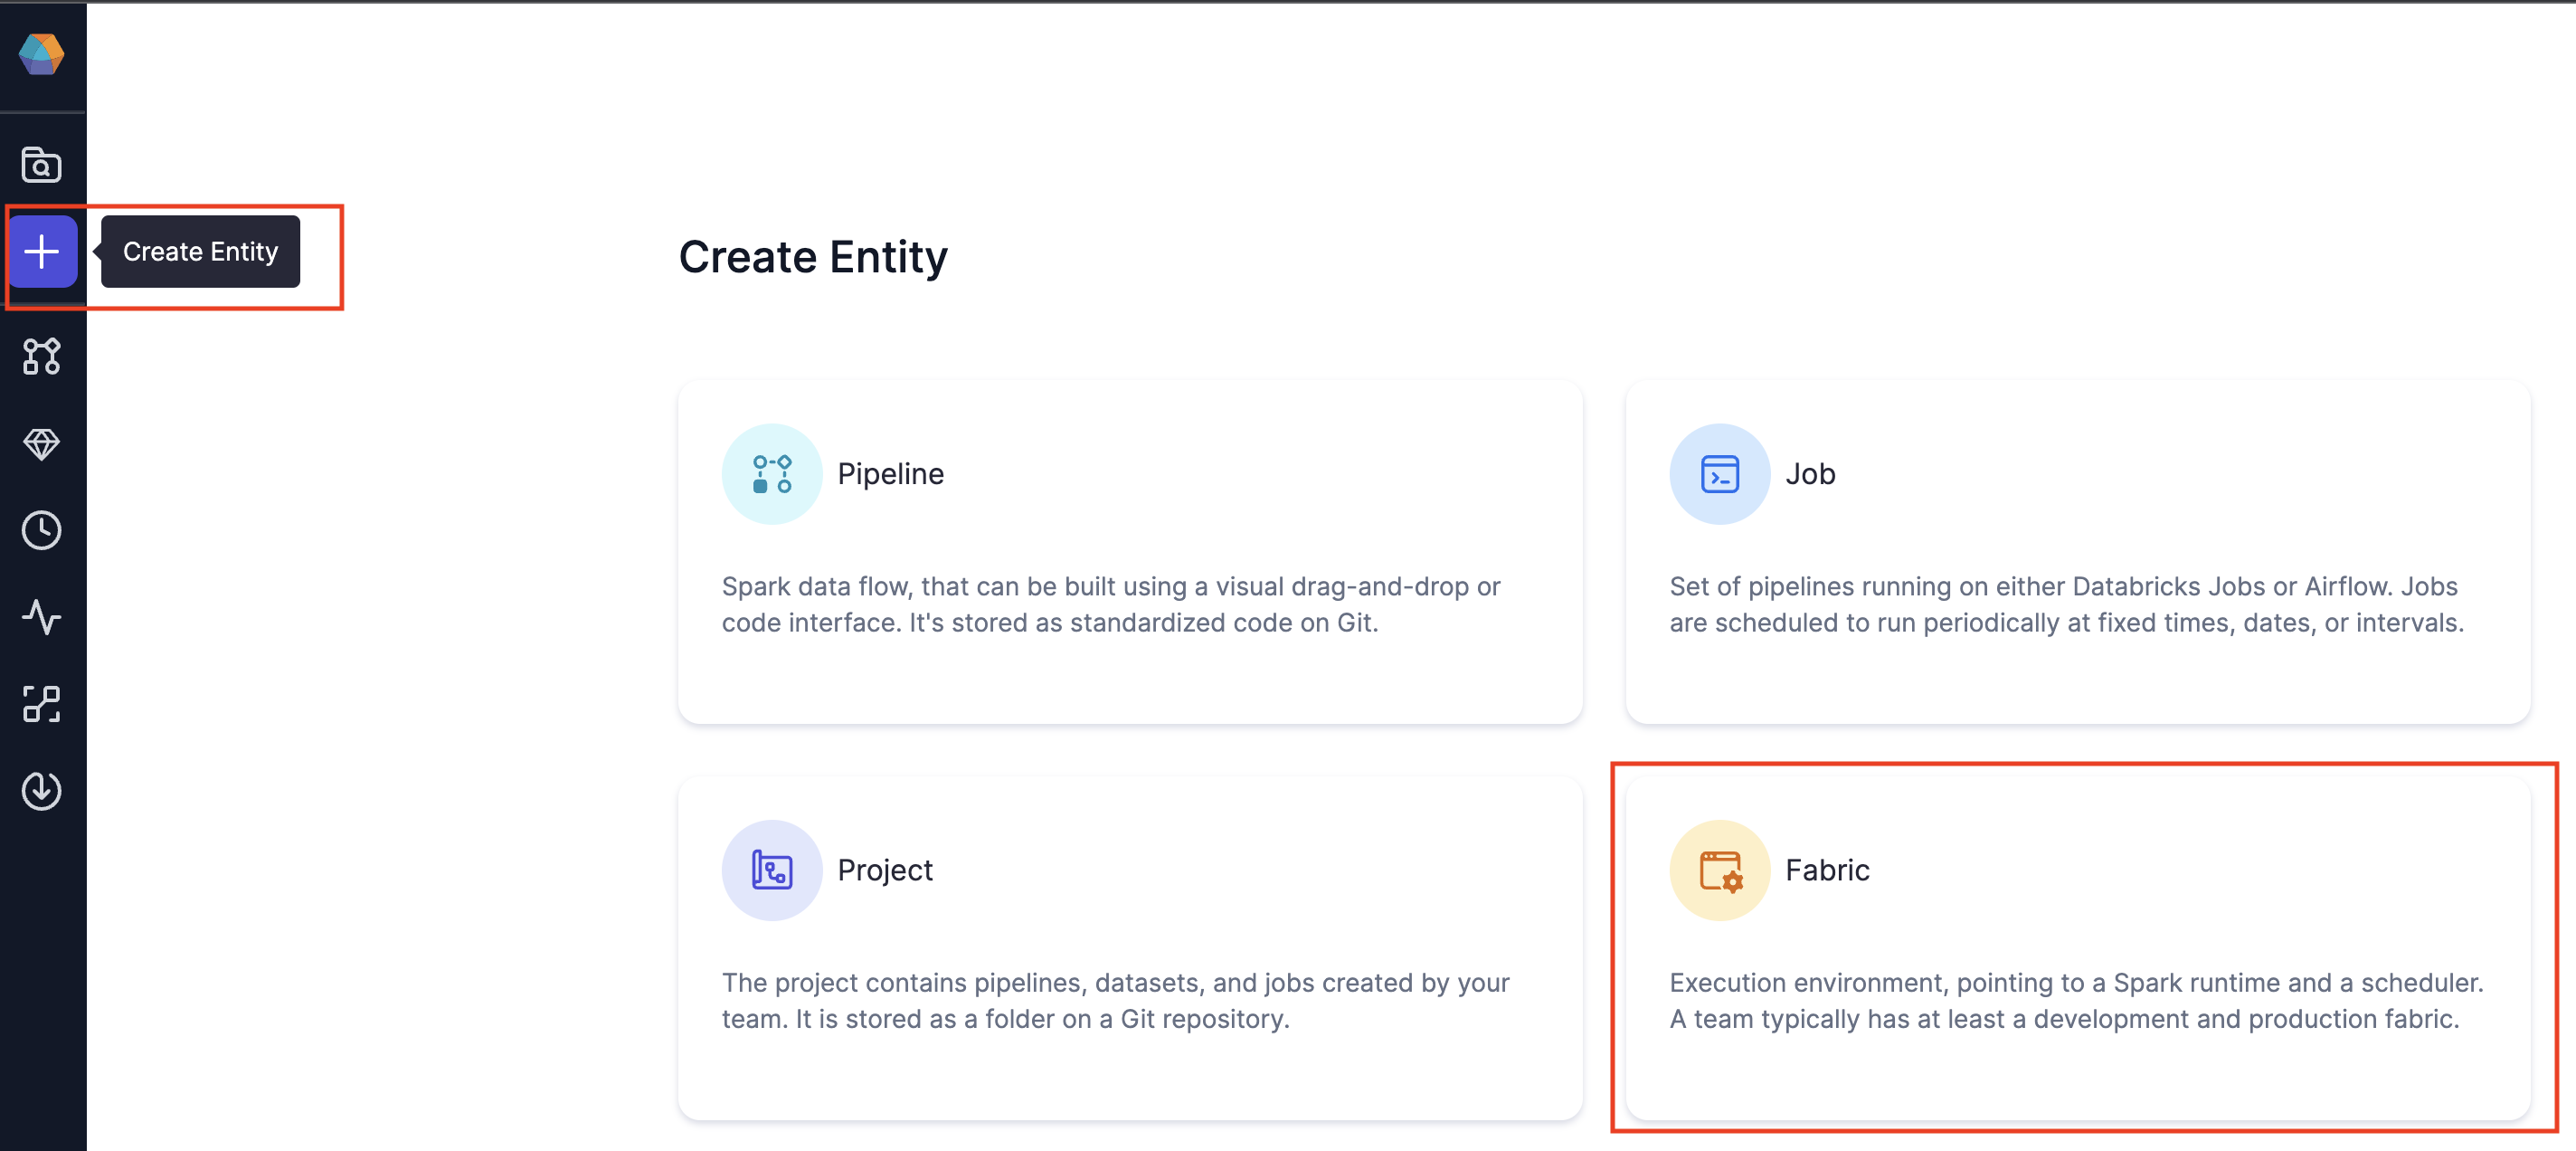 Create Entity
Create Entity
Pipeline
Spark data flow, that can be built using a visual drag-and-drop or
code interface. It's stored as standardized code on Git.
Job
Set of pipelines running on either Databricks Jobs or Airflow. Jobs
are scheduled to run periodically at fixed times, dates, or intervals.
Project
The project contains pipelines, datasets, and jobs created by your
team. It is stored as a folder on a Git repository.
Fabric
Execution environment, pointing to a Spark runtime and a scheduler.
A team typically has at least a development and production fabric.